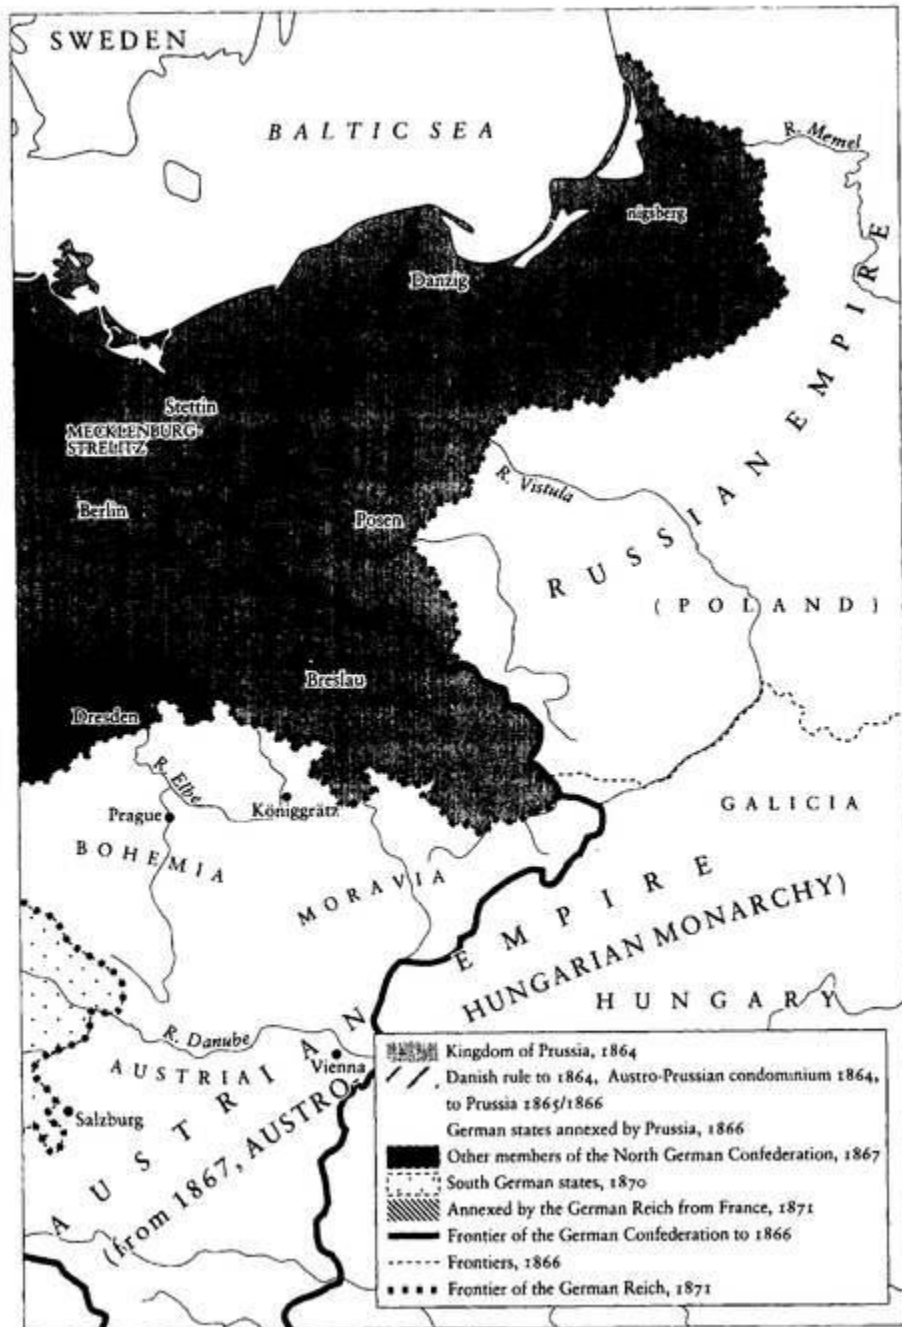 SWEDEN
BALTIC SEA
R. Memel
nigsberg
Danzig
RUSSIAN EMPIRE
Stettin
MECKLENBURG-
STRELITZ
R. Vistula
Berlin
Posen
(POLAND)
Breslau
Dresden
R. Elbe
Königgrätz
Prague
GALICIA
BOHEMIA
MORAVIA
AUSTRIAN EMPIRE
(from 1867, AUSTRO-
HUNGARIAN MONARCHY)
HUNGARY
R. Danube
AUSTRIA
Vienna
Salzburg
Kingdom of Prussia, 1864
Danish rule to 1864, Austro-Prussian condominium 1864,
to Prussia 1865/1866
German states annexed by Prussia, 1866
Other members of the North German Confederation, 1867
South German states, 1870
Annexed by the German Reich from France, 1871
Frontier of the German Confederation to 1866
Frontiers, 1866
Frontier of the German Reich, 1871